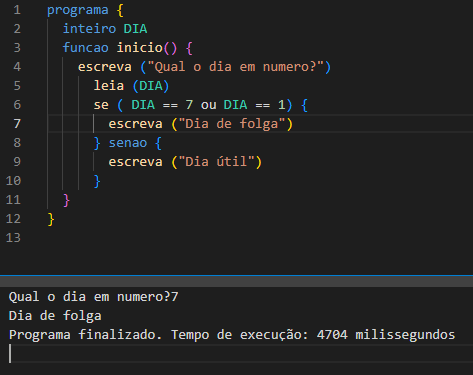 1 programa {
2 inteiro DIA
3 funcao inicio() {
4 escreva ("Qual o dia em numero?")
5 leia (DIA)
6 se ( DIA == 7 ou DIA == 1) {
7 escreva ("Dia de folga")
8 } senao {
9 escreva ("Dia útil")
10 }
11 }
12 }
13
Qual o dia em numero?7
Dia de folga
Programa finalizado. Tempo de execução: 4704 milissegundos